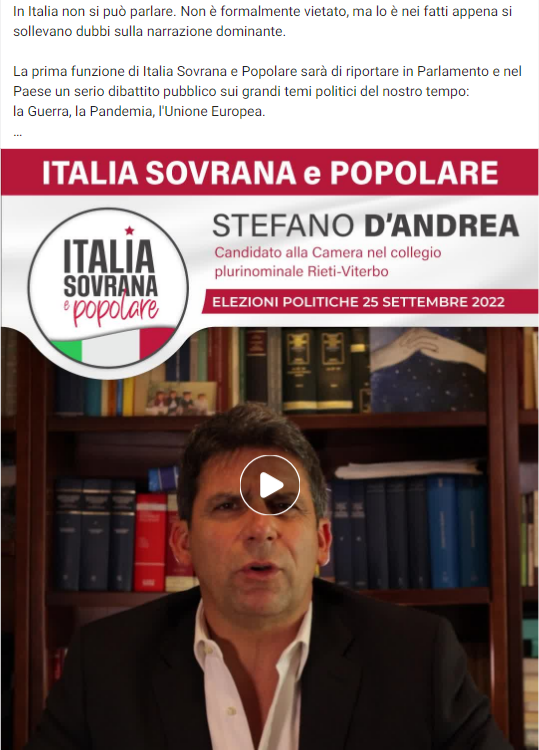 In Italia non si può parlare. Non è formalmente vietato, ma lo è nei fatti appena si
sollevano dubbi sulla narrazione dominante.
La prima funzione di Italia Sovrana e Popolare sarà di riportare in Parlamento e nel
Paese un serio dibattito pubblico sui grandi temi politici del nostro tempo:
la Guerra, la Pandemia, l'Unione Europea.
...
ITALIA SOVRANA e POPOLARE
STEFANO D'ANDREA
Candidato alla Camera nel collegio
plurinominale Rieti-Viterbo
ELEZIONI POLITICHE 25 SETTEMBRE 2022
ITALIA
SOVRANA
e popolare